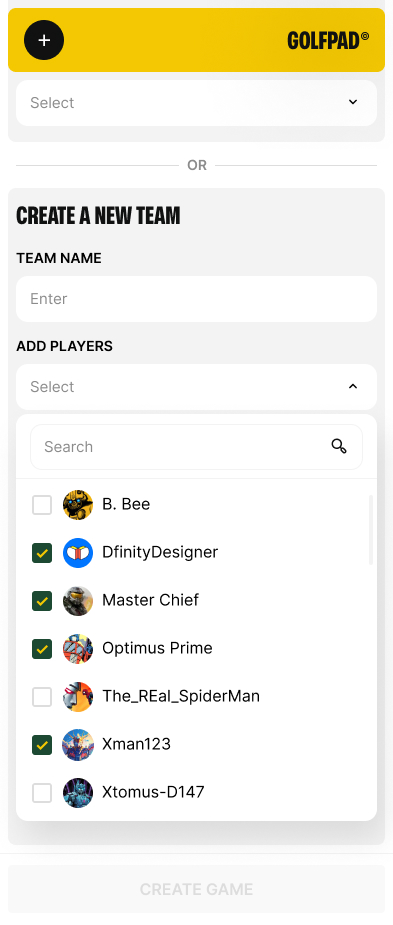 GOLFPAD
Select
OR
CREATE A NEW TEAM
TEAM NAME
Enter
ADD PLAYERS
Select
Search
B. Bee
DfinityDesigner
Master Chief
Optimus Prime
The_REal_SpiderMan
Xman123
Xtomus-D147
CREATE GAME